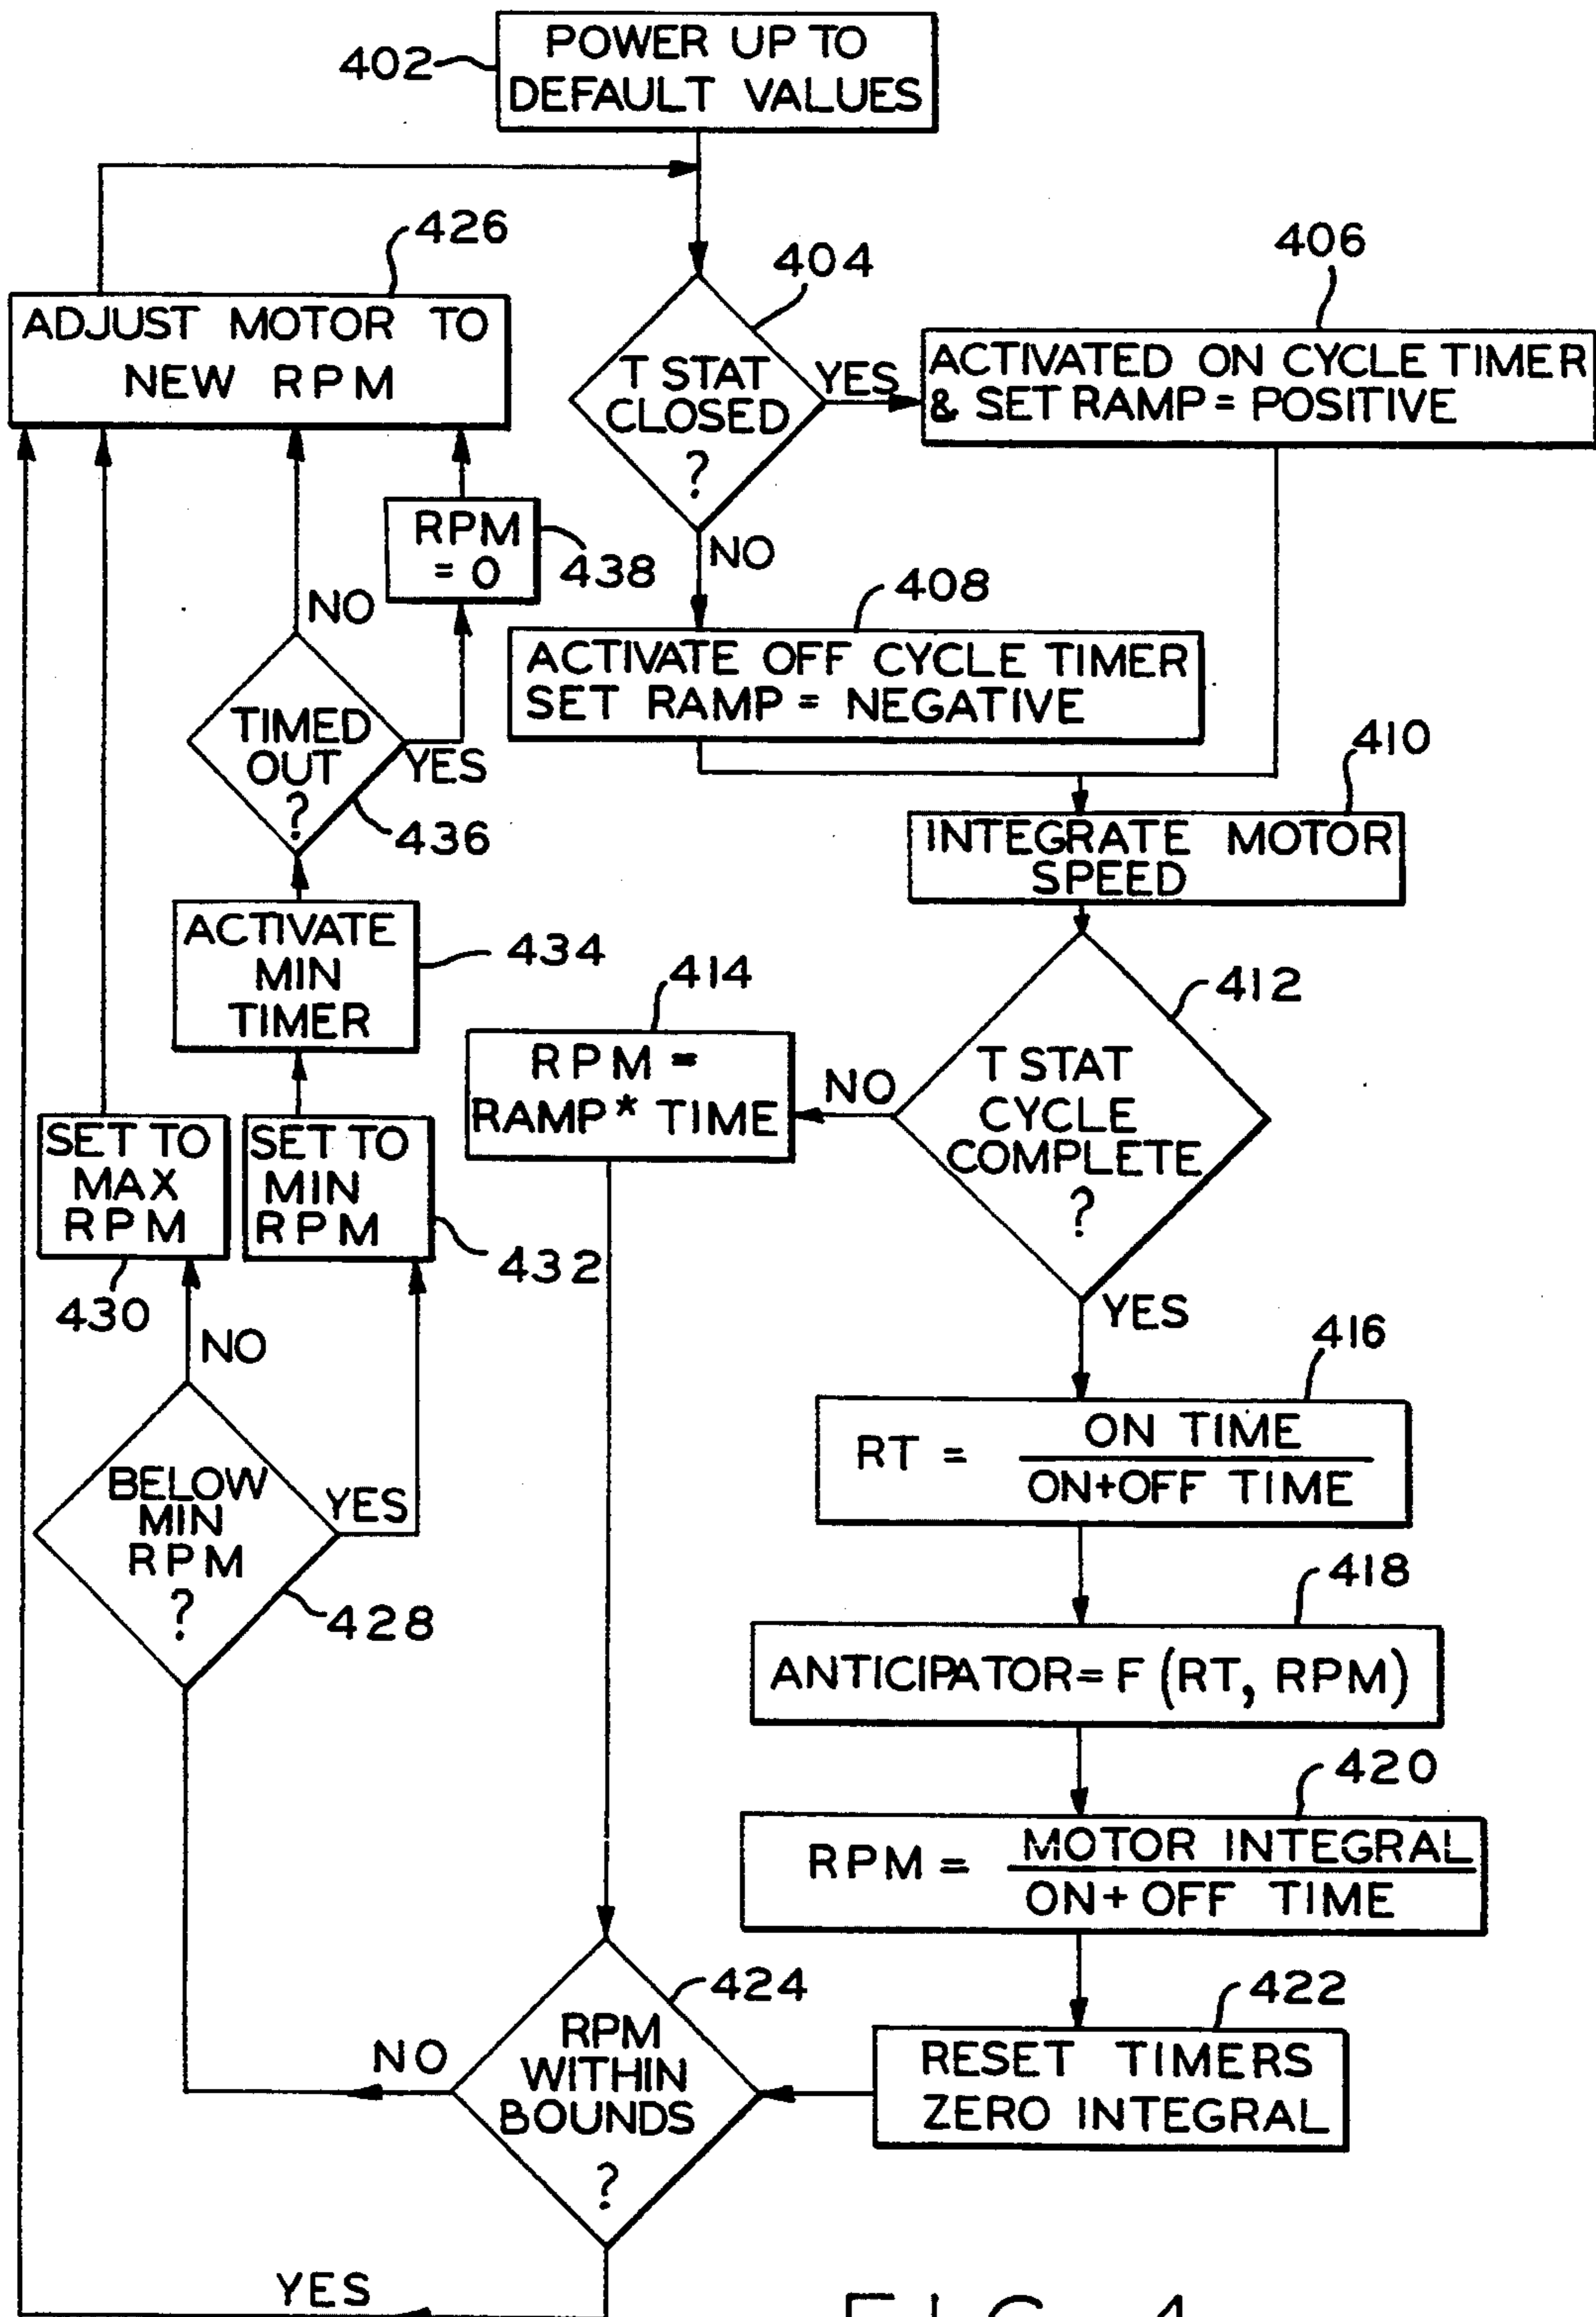 POWER UP TO
DEFAULT VALUES
402
426
404
406
ADJUST MOTOR TO
NEW RPM
T STAT
CLOSED
?
YES
ACTIVATED ON CYCLE TIMER
& SET RAMP = POSITIVE
NO
RPM
= 0
438
408
ACTIVATE OFF CYCLE TIMER
SET RAMP = NEGATIVE
NO
TIMED
OUT
?
YES
436
410
INTEGRATE MOTOR
SPEED
ACTIVATE
MIN
TIMER
434
414
RPM =
RAMP* TIME
NO
412
T STAT
CYCLE
COMPLETE
?
YES
SET TO
MAX
RPM
430
SET TO
MIN
RPM
432
NO
416
RT = ON TIME
ON+OFF TIME
BELOW
MIN
RPM
?
YES
428
418
ANTICIPATOR = F (RT, RPM)
420
RPM = MOTOR INTEGRAL
ON+OFF TIME
424
422
RPM
WITHIN
BOUNDS
?
NO
RESET TIMERS
ZERO INTEGRAL
YES
FIG. 4